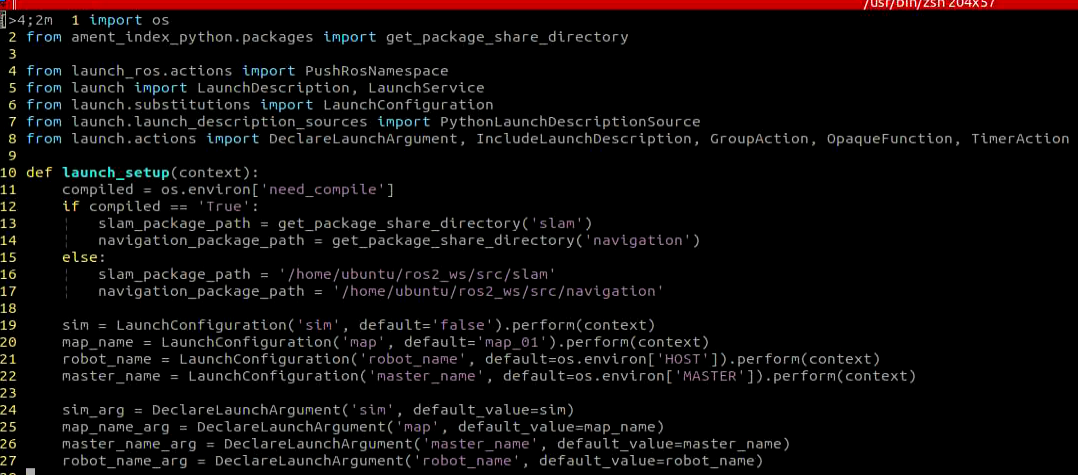 /usr/bin/zsh 204x57
>4;2m  1 import os
2 from ament_index_python.packages import get_package_share_directory
3
4 from launch_ros.actions import PushRosNamespace
5 from launch import LaunchDescription, LaunchService
6 from launch.substitutions import LaunchConfiguration
7 from launch.launch_description_sources import PythonLaunchDescriptionSource
8 from launch.actions import DeclareLaunchArgument, IncludeLaunchDescription, GroupAction, OpaqueFunction, TimerAction
9
10 def launch_setup(context):
11     compiled = os.environ['need_compile']
12     if compiled == 'True':
13         slam_package_path = get_package_share_directory('slam')
14         navigation_package_path = get_package_share_directory('navigation')
15     else:
16         slam_package_path = '/home/ubuntu/ros2_ws/src/slam'
17         navigation_package_path = '/home/ubuntu/ros2_ws/src/navigation'
18
19     sim = LaunchConfiguration('sim', default='false').perform(context)
20     map_name = LaunchConfiguration('map', default='map_01').perform(context)
21     robot_name = LaunchConfiguration('robot_name', default=os.environ['HOST']).perform(context)
22     master_name = LaunchConfiguration('master_name', default=os.environ['MASTER']).perform(context)
23
24     sim_arg = DeclareLaunchArgument('sim', default_value=sim)
25     map_name_arg = DeclareLaunchArgument('map', default_value=map_name)
26     master_name_arg = DeclareLaunchArgument('master_name', default_value=master_name)
27     robot_name_arg = DeclareLaunchArgument('robot_name', default_value=robot_name)